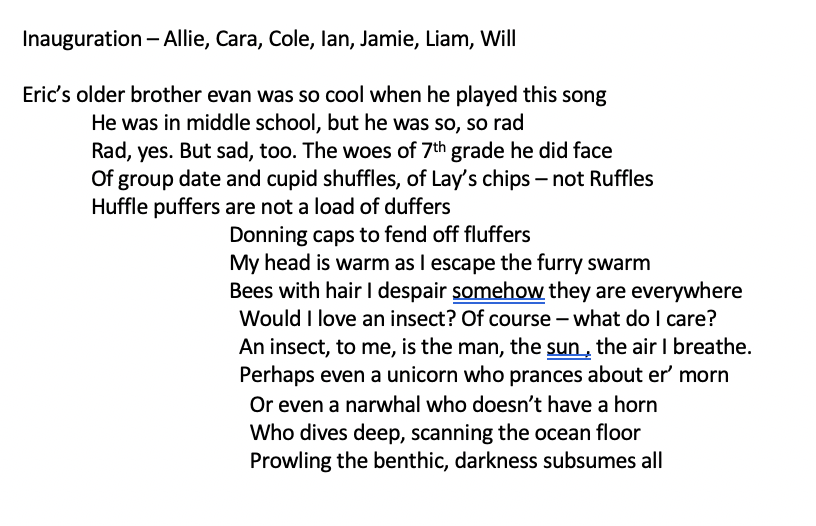 Inauguration – Allie, Cara, Cole, Ian, Jamie, Liam, Will
Eric’s older brother evan was so cool when he played this song
He was in middle school, but he was so, so rad
Rad, yes. But sad, too. The woes of 7th grade he did face
Of group date and cupid shuffles, of Lay’s chips – not Ruffles
Huffle puffers are not a load of duffers
Donning caps to fend off fluffers
My head is warm as I escape the furry swarm
Bees with hair I despair somehow they are everywhere
Would I love an insect? Of course – what do I care?
An insect, to me, is the man, the sun , the air I breathe.
Perhaps even a unicorn who prances about er’ morn
Or even a narwhal who doesn’t have a horn
Who dives deep, scanning the ocean floor
Prowling the benthic, darkness subsumes all